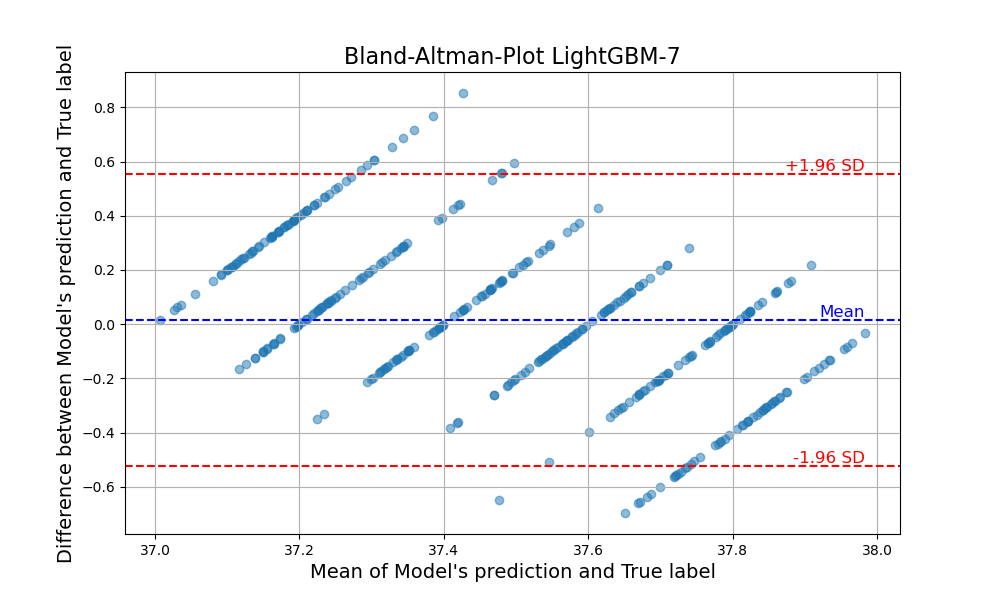 Bland-Altman-Plot LightGBM-7
Difference between Model's prediction and True label
0.8
0.6
0.4
0.2
0.0
−0.2
−0.4
−0.6
+1.96 SD
Mean
-1.96 SD
37.0 37.2 37.4 37.6 37.8 38.0
Mean of Model's prediction and True label